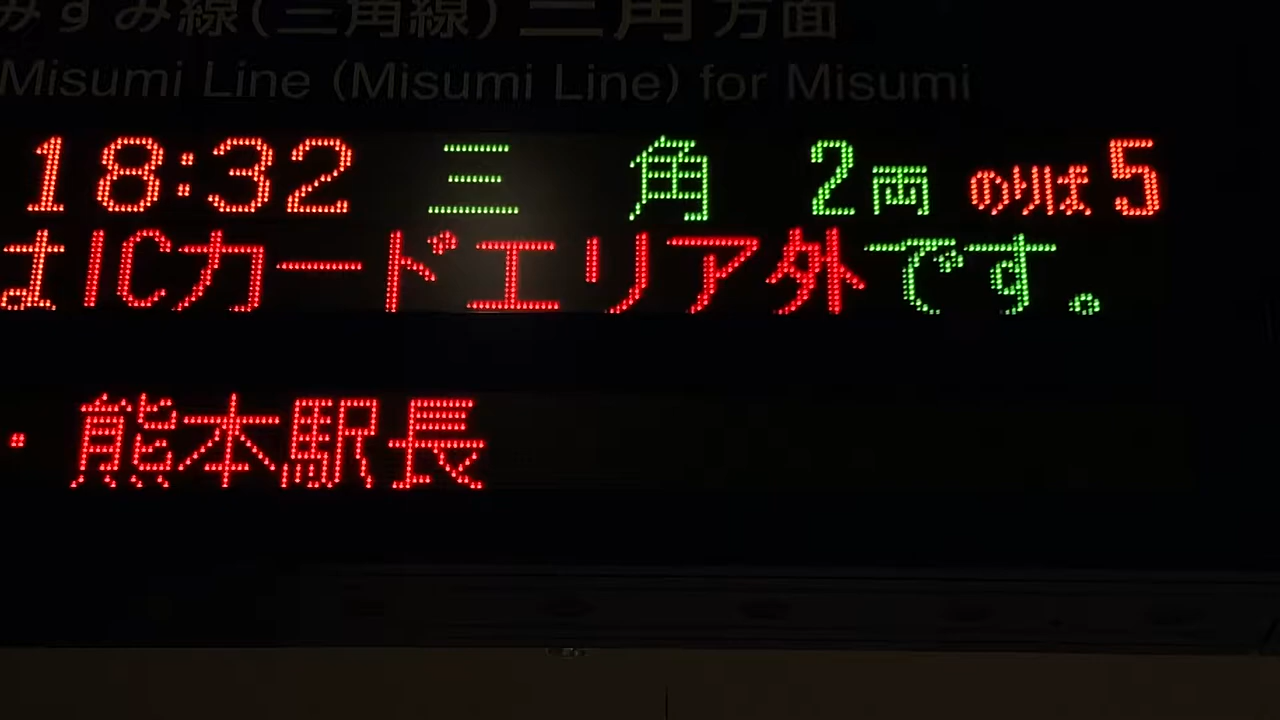 みすみ線(三角線) 三角方面
Misumi Line (Misumi Line) for Misumi
18:32 三 角 2両 のりば 5
はICカードエリア外です。
・熊本駅長